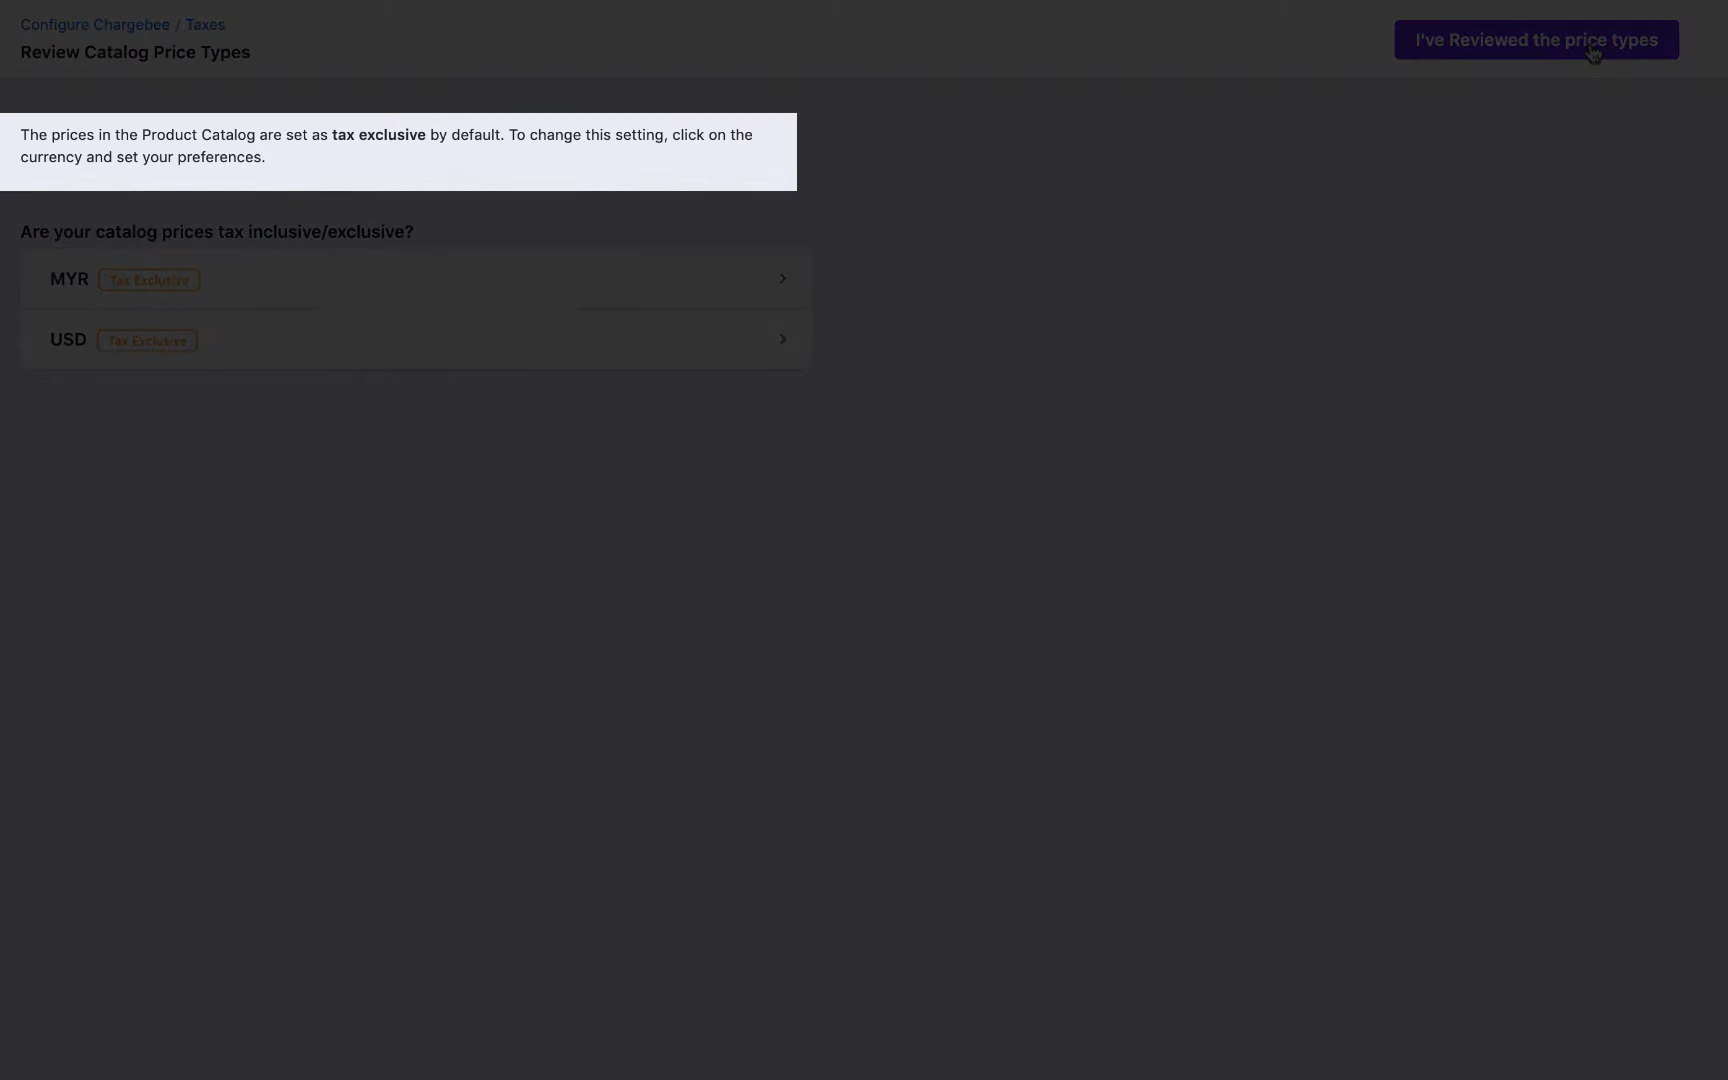 Configure Chargebee / Taxes
Review Catalog Price Types
I've Reviewed the price types
The prices in the Product Catalog are set as tax exclusive by default. To change this setting, click on the
currency and set your preferences.
Are your catalog prices tax inclusive/exclusive?
MYR Tax Exclusive
USD Tax Exclusive